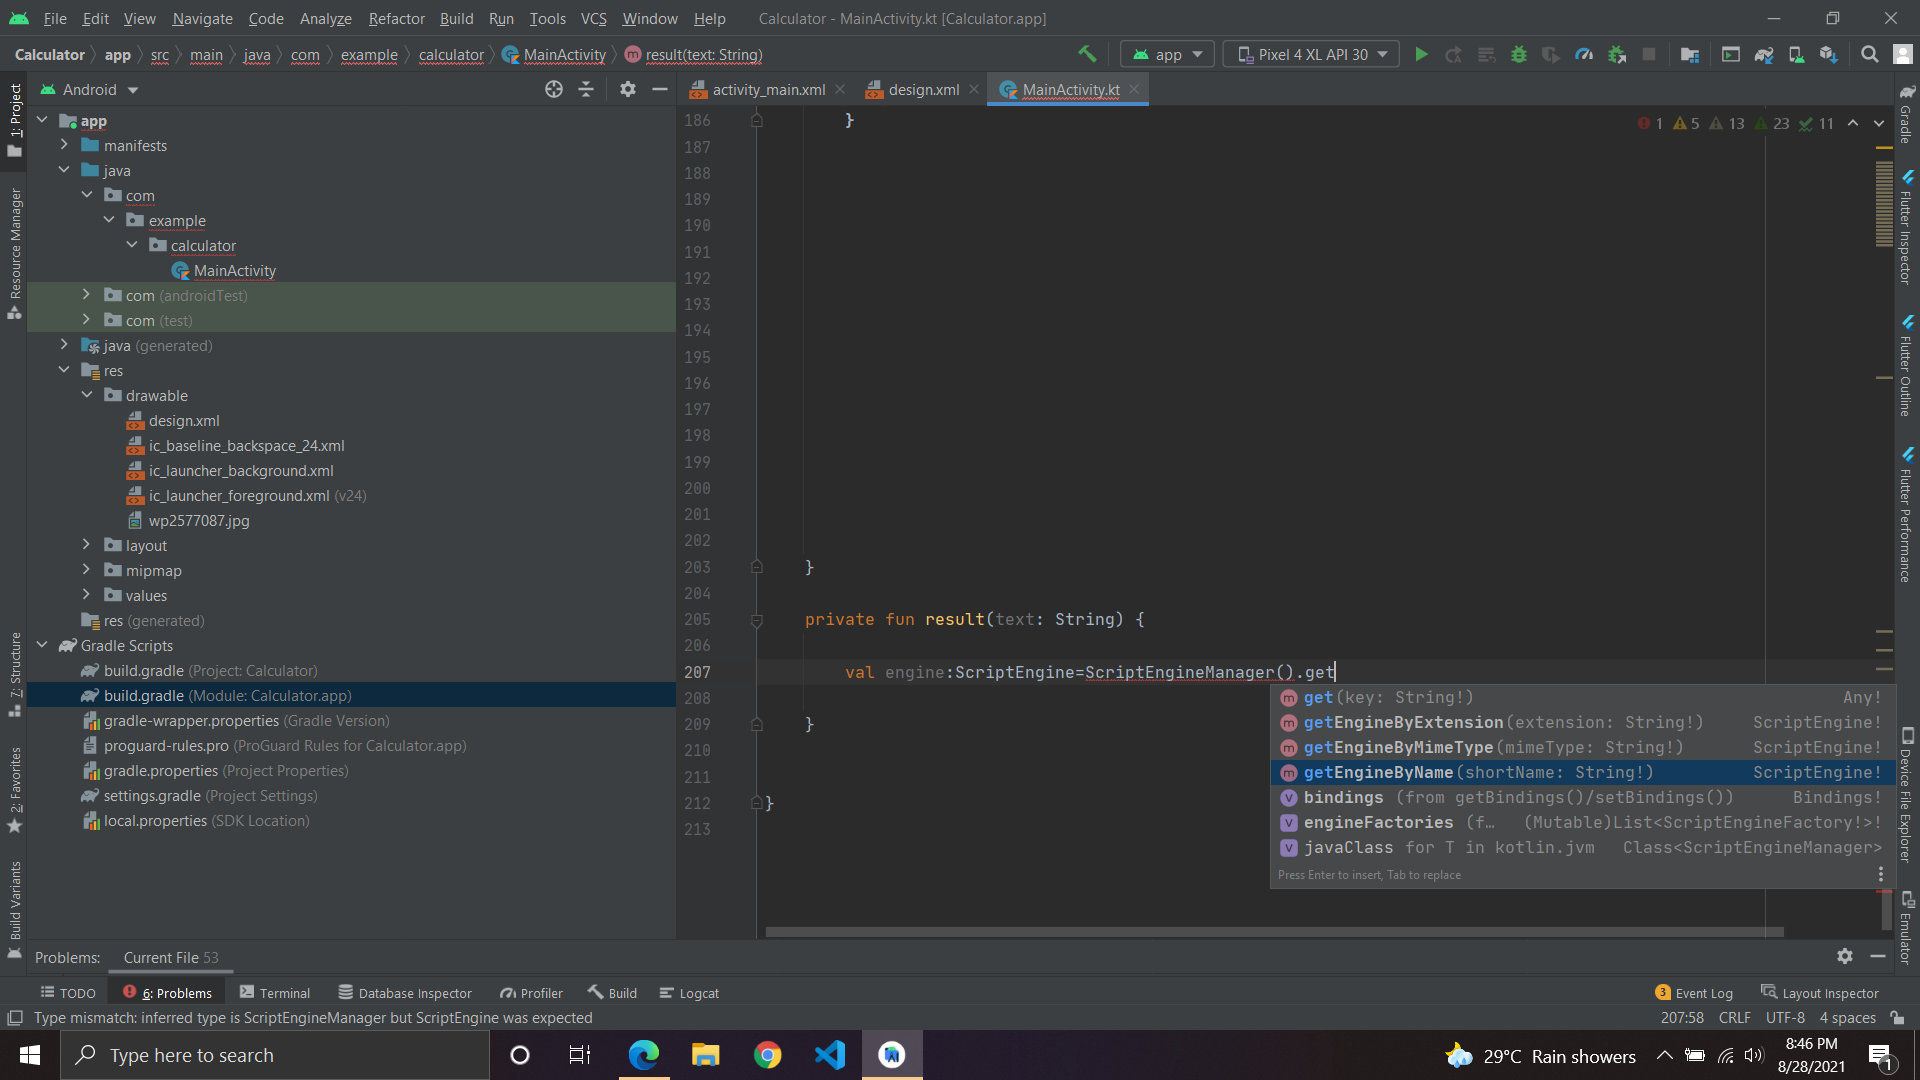 File Edit View Navigate Code Analyze Refactor Build Run Tools VCS Window Help Calculator - MainActivity.kt [Calculator.app]
Calculator app src main java com example calculator MainActivity result(text: String) app Pixel 4 XL API 30
Android
activity_main.xml design.xml MainActivity.kt
1: Project
Resource Manager
7: Structure
2: Favorites
Build Variants
app
manifests
java
com
example
calculator
MainActivity
com (androidTest)
com (test)
java (generated)
res
drawable
design.xml
ic_baseline_backspace_24.xml
ic_launcher_background.xml
ic_launcher_foreground.xml (v24)
wp2577087.jpg
layout
mipmap
values
res (generated)
Gradle Scripts
build.gradle (Project: Calculator)
build.gradle (Module: Calculator.app)
gradle-wrapper.properties (Gradle Version)
proguard-rules.pro (ProGuard Rules for Calculator.app)
gradle.properties (Project Properties)
settings.gradle (Project Settings)
local.properties (SDK Location)
1 5 13 23 11
186 }
187
188
189
190
191
192
193
194
195
196
197
198
199
200
201
202
203 }
204
205 private fun result(text: String) {
206
207 val engine:ScriptEngine=ScriptEngineManager().get
208
209 }
210
211
212 }
213
get(key: String!) Any!
getEngineByExtension(extension: String!) ScriptEngine!
getEngineByMimeType(mimeType: String!) ScriptEngine!
getEngineByName(shortName: String!) ScriptEngine!
bindings (from getBindings()/setBindings()) Bindings!
engineFactories (f… (Mutable)List<ScriptEngineFactory!>!
javaClass for T in kotlin.jvm Class<ScriptEngineManager>
Press Enter to insert, Tab to replace
Gradle
Flutter Inspector
Flutter Outline
Flutter Performance
Device File Explorer
Emulator
Problems: Current File 53
TODO 6: Problems Terminal Database Inspector Profiler Build Logcat 3 Event Log Layout Inspector
Type mismatch: inferred type is ScriptEngineManager but ScriptEngine was expected 207:58 CRLF UTF-8 4 spaces
Type here to search 29°C Rain showers 8:46 PM
8/28/2021 1